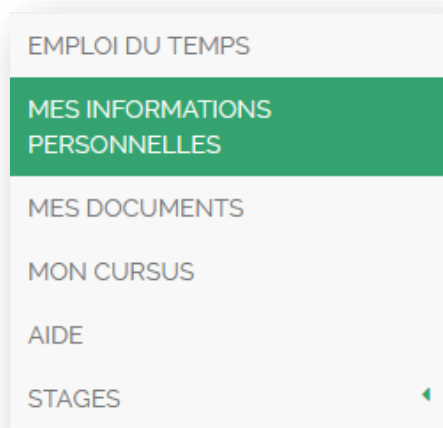 EMPLOI DU TEMPS
MES INFORMATIONS
PERSONNELLES
MES DOCUMENTS
MON CURSUS
AIDE
STAGES